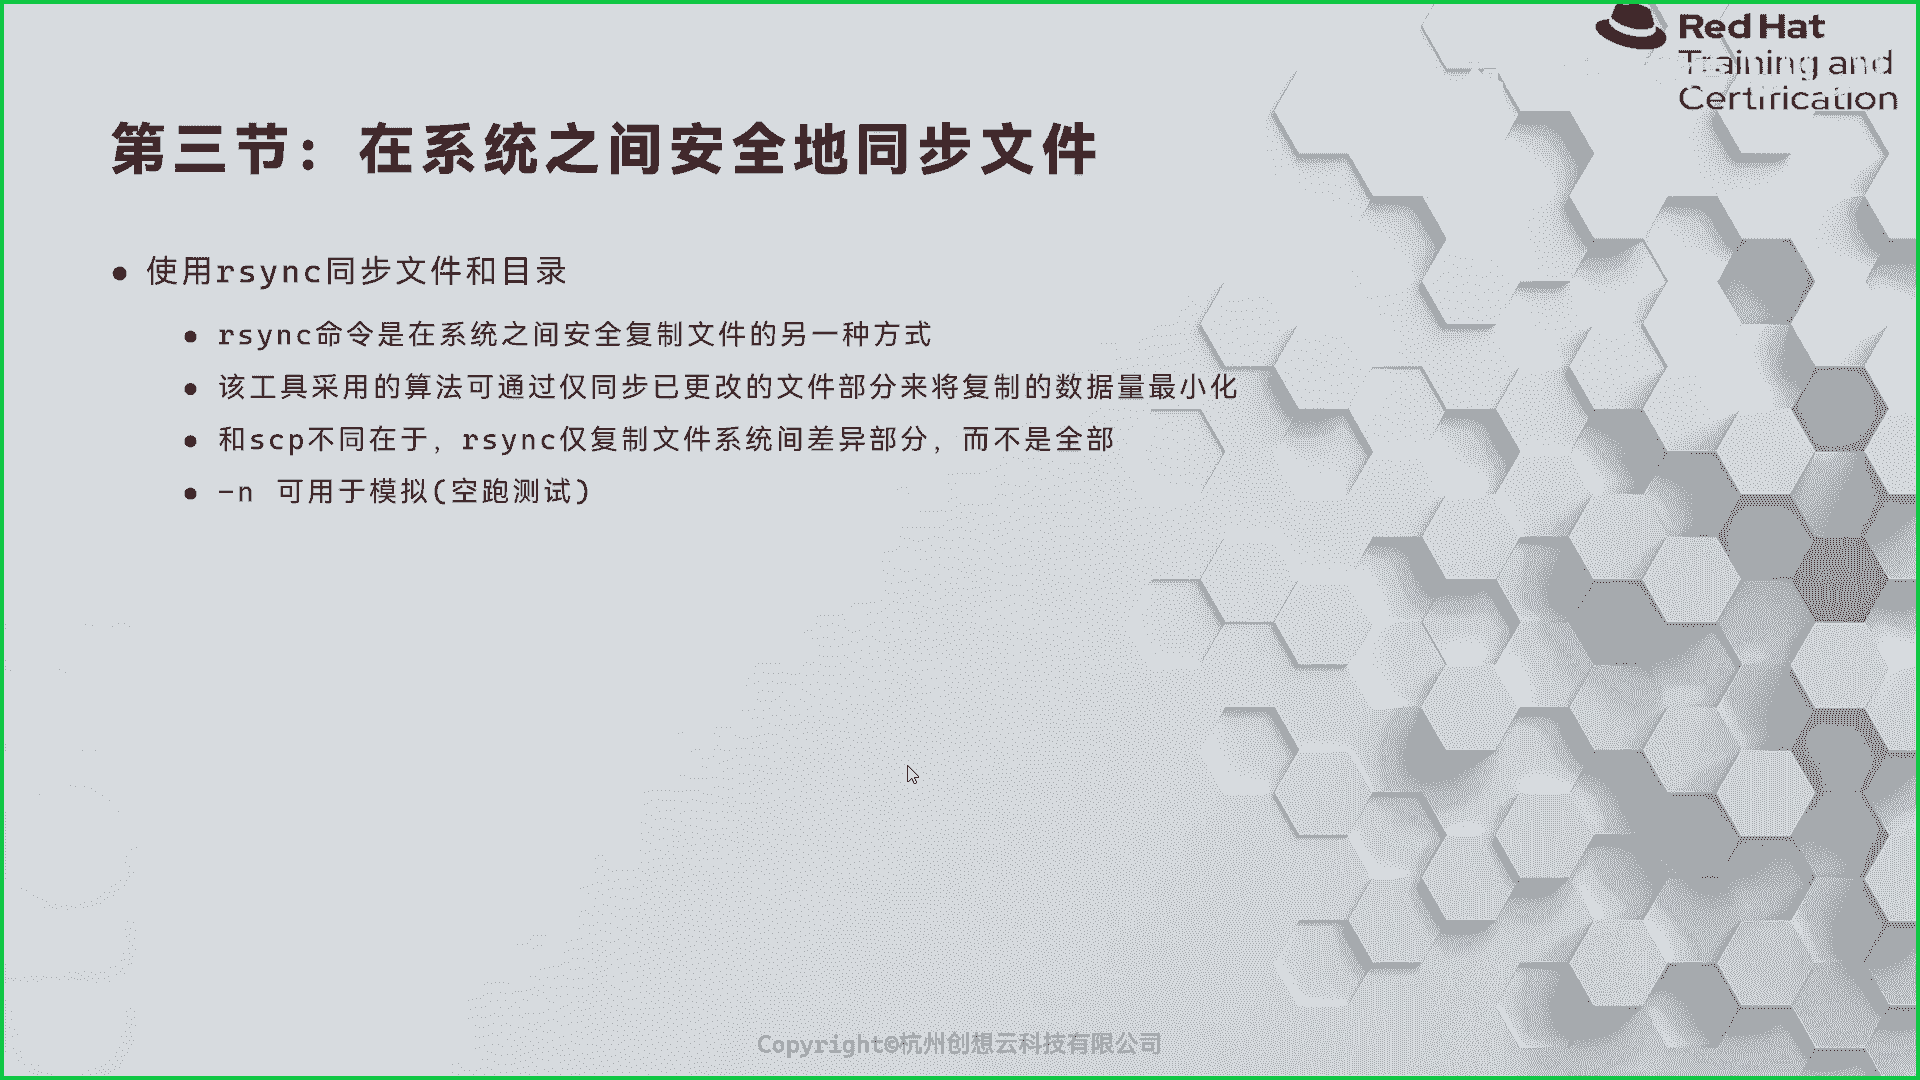 Red Hat
Training and
Certification
第三节：在系统之间安全地同步文件
● 使用rsync同步文件和目录
● rsync命令是在系统之间安全复制文件的另一种方式
● 该工具采用的算法可通过仅同步已更改的文件部分来将复制的数据量最小化
● 和scp不同在于，rsync仅复制文件系统间差异部分，而不是全部
● -n 可用于模拟(空跑测试)
Copyright©杭州创想云科技有限公司